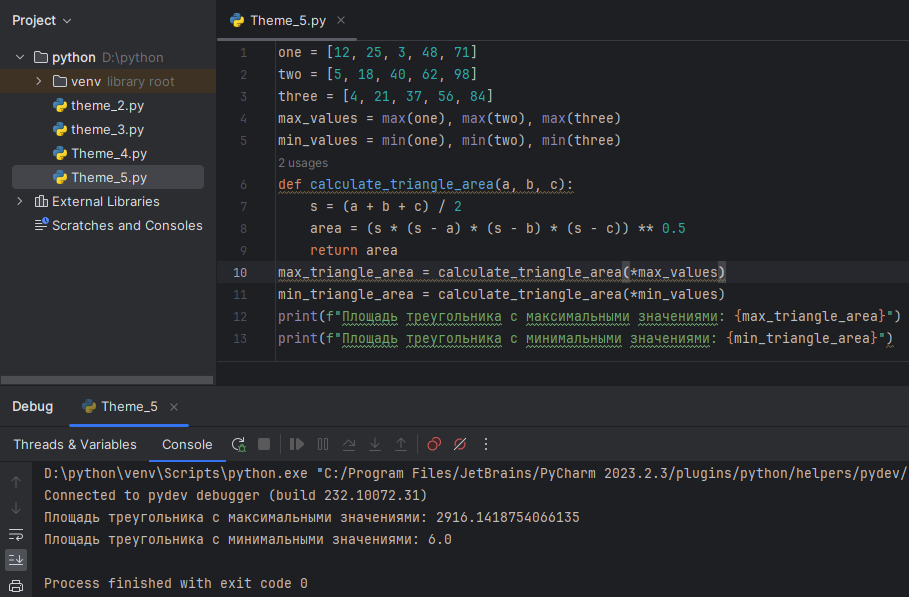 Project
Theme_5.py
python D:\python
venv library root
theme_2.py
theme_3.py
Theme_4.py
Theme_5.py
External Libraries
Scratches and Consoles
1 one = [12, 25, 3, 48, 71]
2 two = [5, 18, 40, 62, 98]
3 three = [4, 21, 37, 56, 84]
4 max_values = max(one), max(two), max(three)
5 min_values = min(one), min(two), min(three)
2 usages
6 def calculate_triangle_area(a, b, c):
7 s = (a + b + c) / 2
8 area = (s * (s - a) * (s - b) * (s - c)) ** 0.5
9 return area
10 max_triangle_area = calculate_triangle_area(*max_values)
11 min_triangle_area = calculate_triangle_area(*min_values)
12 print(f"Площадь треугольника с максимальными значениями: {max_triangle_area}")
13 print(f"Площадь треугольника с минимальными значениями: {min_triangle_area}")
Debug
Theme_5
Threads & Variables
Console
D:\python\venv\Scripts\python.exe "C:/Program Files/JetBrains/PyCharm 2023.2.3/plugins/python/helpers/pydev/
Connected to pydev debugger (build 232.10072.31)
Площадь треугольника с максимальными значениями: 2916.1418754066135
Площадь треугольника с минимальными значениями: 6.0
Process finished with exit code 0